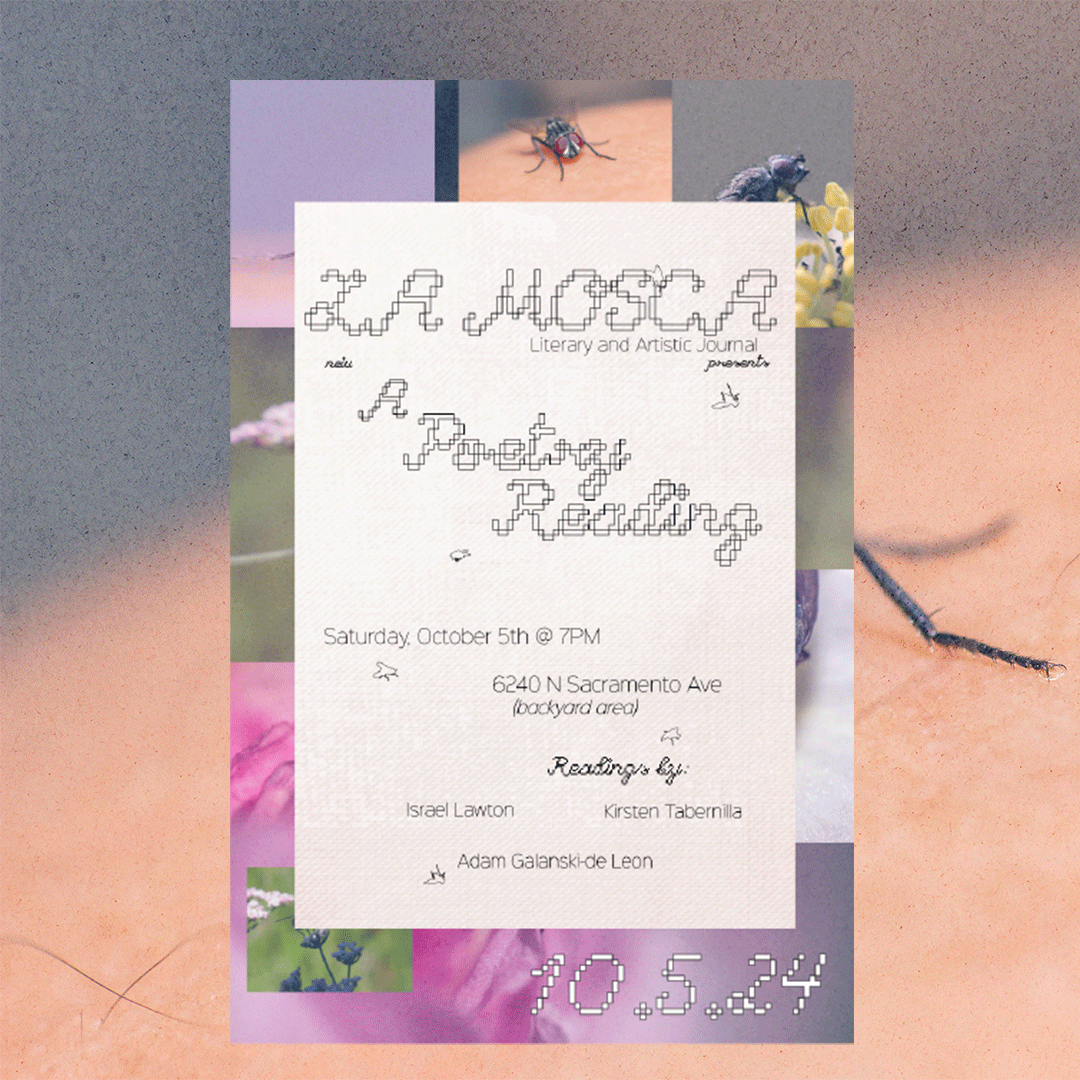 LA MOSCA
Literary and Artistic Journal
neiu presents
A
Poetry
Reading
Saturday, October 5th @ 7PM
6240 N Sacramento Ave
(backyard area)
Readings by:
Israel Lawton Kirsten Tabernilla
Adam Galanski-de Leon
10.5.24